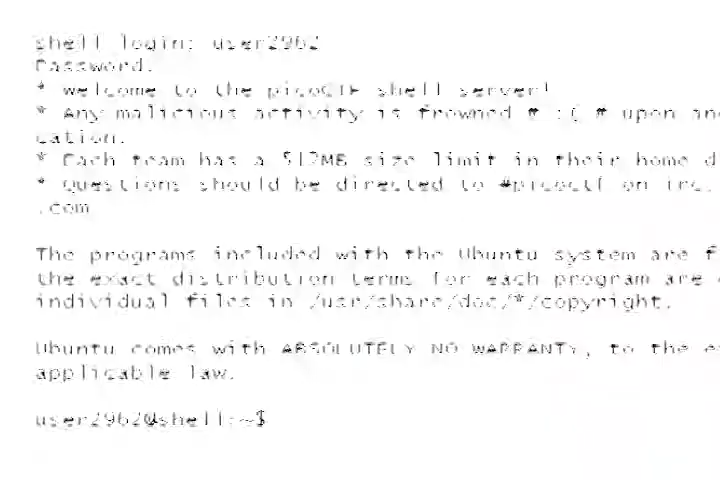 shell login: user2962
Password:
* Welcome to the picoCTF shell server!
* Any malicious activity is frowned # :( # upon and
cation.
* Each team has a 512MB size limit in their home d
* Questions should be directed to #picoctf on irc.
.com
The programs included with the Ubuntu system are f
the exact distribution terms for each program are
individual files in /usr/share/doc/*/copyright.
Ubuntu comes with ABSOLUTELY NO WARRANTY, to the e
applicable law.
user2962@shell:~$